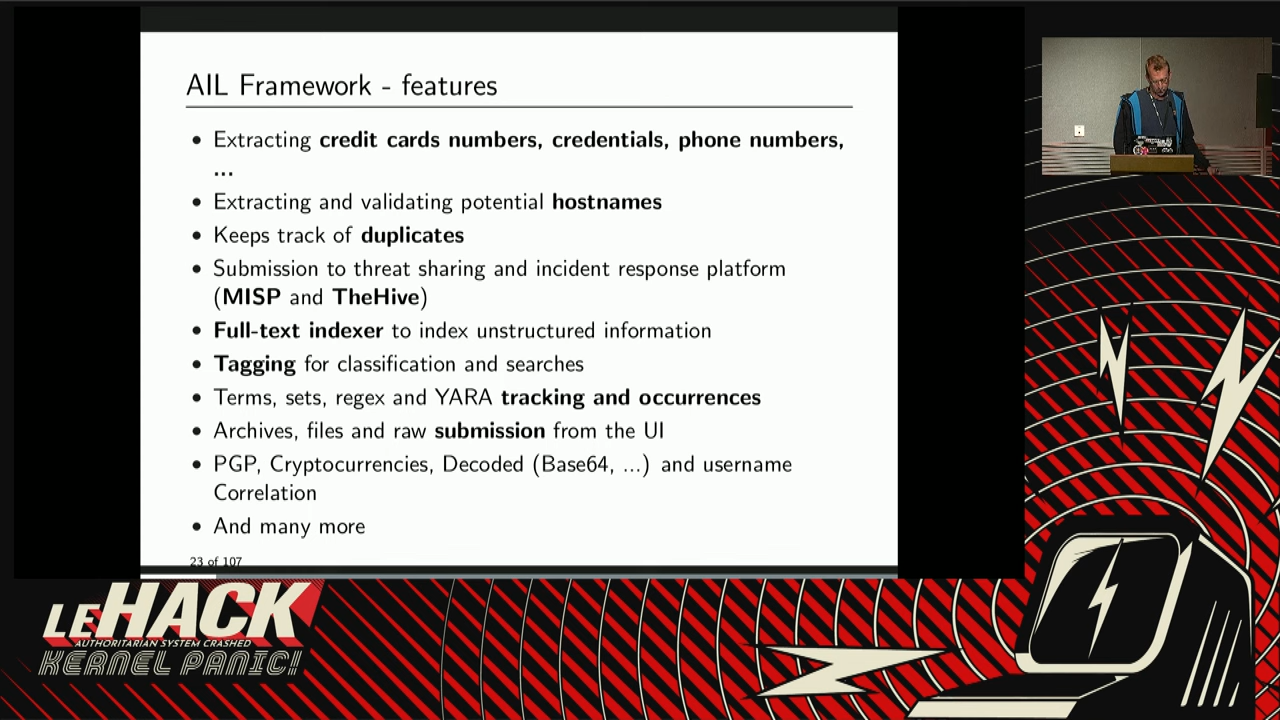 AIL Framework - features
• Extracting credit cards numbers, credentials, phone numbers,
...
• Extracting and validating potential hostnames
• Keeps track of duplicates
• Submission to threat sharing and incident response platform
(MISP and TheHive)
• Full-text indexer to index unstructured information
• Tagging for classification and searches
• Terms, sets, regex and YARA tracking and occurrences
• Archives, files and raw submission from the UI
• PGP, Cryptocurrencies, Decoded (Base64, ...) and username
Correlation
• And many more
23 of 107
LEHACK
AUTHORITARIAN SYSTEM CRASHED
KERNEL PANIC!